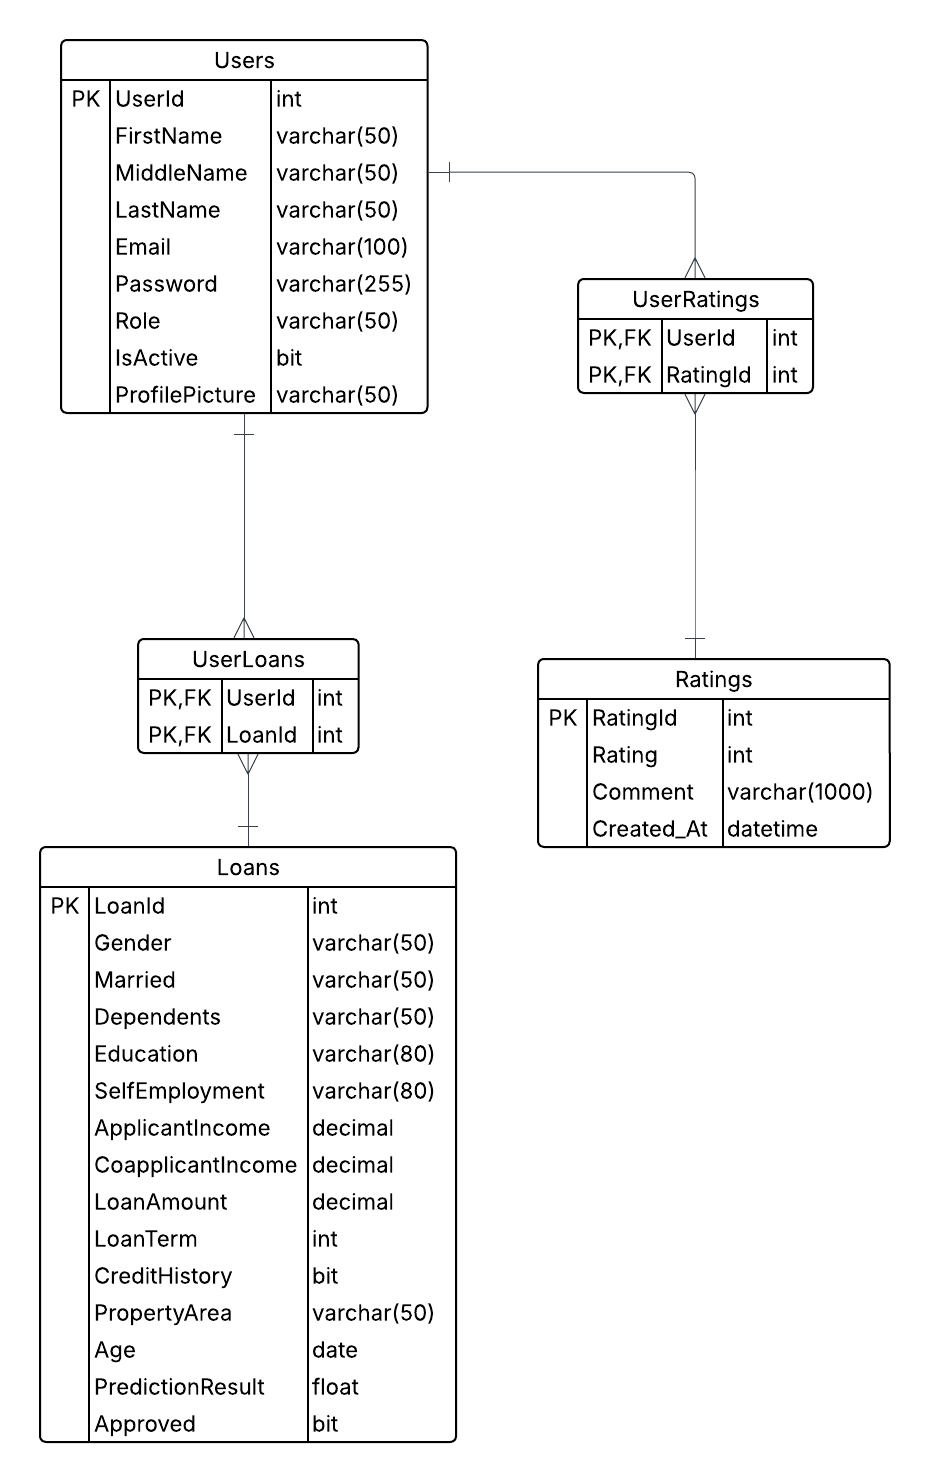 Users
PK UserId int
FirstName varchar(50)
MiddleName varchar(50)
LastName varchar(50)
Email varchar(100)
Password varchar(255)
Role varchar(50)
IsActive bit
ProfilePicture varchar(50)
UserRatings
PK,FK UserId int
PK,FK RatingId int
UserLoans
PK,FK UserId int
PK,FK LoanId int
Ratings
PK RatingId int
Rating int
Comment varchar(1000)
Created_At datetime
Loans
PK LoanId int
Gender varchar(50)
Married varchar(50)
Dependents varchar(50)
Education varchar(80)
SelfEmployment varchar(80)
ApplicantIncome decimal
CoapplicantIncome decimal
LoanAmount decimal
LoanTerm int
CreditHistory bit
PropertyArea varchar(50)
Age date
PredictionResult float
Approved bit